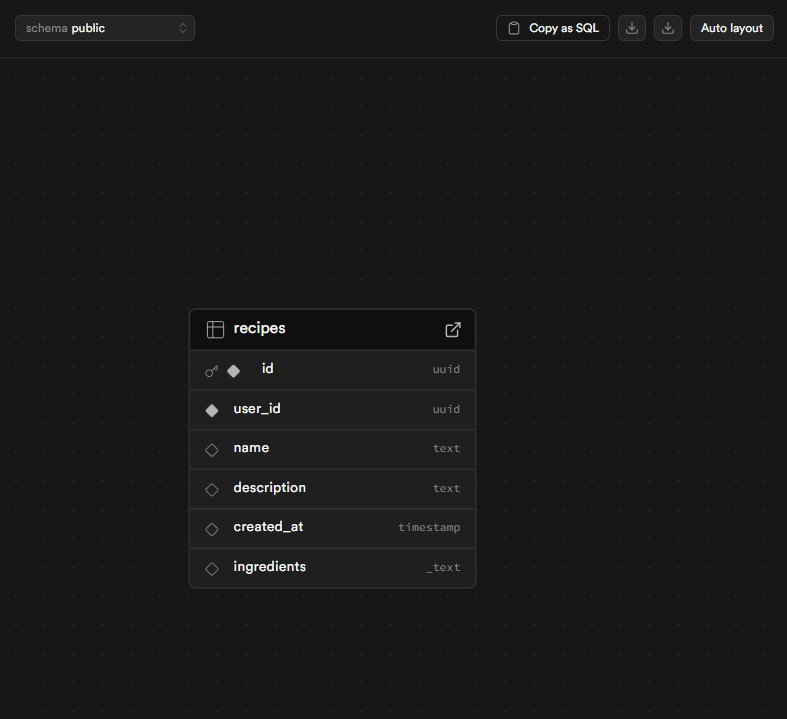 schema public
Copy as SQL
Auto layout
recipes
id uuid
user_id uuid
name text
description text
created_at timestamp
ingredients _text